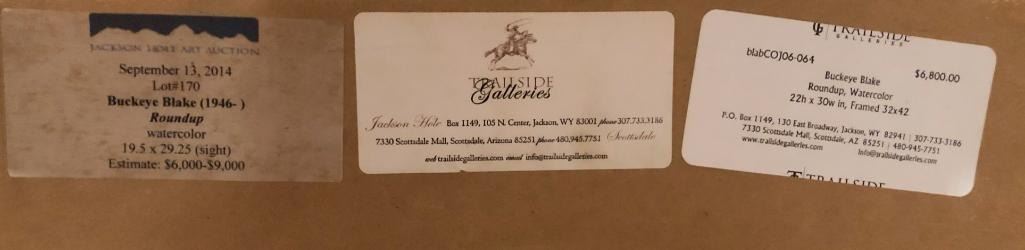 JACKSON HOLE ART AUCTION
September 13, 2014
Lot#170
Buckeye Blake (1946- )
Roundup
watercolor
19.5 x 29.25 (sight)
Estimate: $6,000-$9,000
TRAILSIDE
Galleries
Jackson Hole Box 1149, 105 N. Center, Jackson, WY 83001 phone 307.733.3186
7330 Scottsdale Mall, Scottsdale, Arizona 85251 phone 480.945.7751 Scottsdale
web trailsidegalleries.com email info@trailsidegalleries.com
TRAILSIDE
GALLERIES
blabCOJ06-064
$6,800.00
Buckeye Blake
Roundup, Watercolor
22h x 30w in, Framed 32x42
P.O. Box 1149, 130 East Broadway, Jackson, WY 82941 | 307-733-3186
7330 Scottsdale Mall, Scottsdale, AZ 85251 | 480-945-7751
www.trailsidegalleries.com info@trailsidegalleries.com
TRAILSIDE